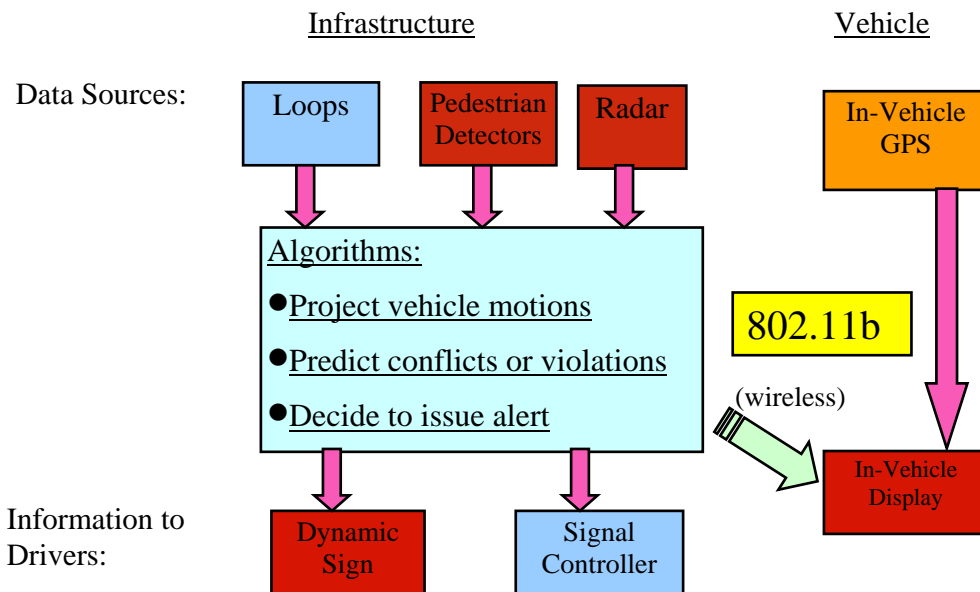 Infrastructure
Vehicle
Data Sources:
Loops
Pedestrian
Detectors
Radar
In-Vehicle
GPS
Algorithms:
●Project vehicle motions
●Predict conflicts or violations
●Decide to issue alert
802.11b
(wireless)
In-Vehicle
Display
Information to
Drivers:
Dynamic
Sign
Signal
Controller